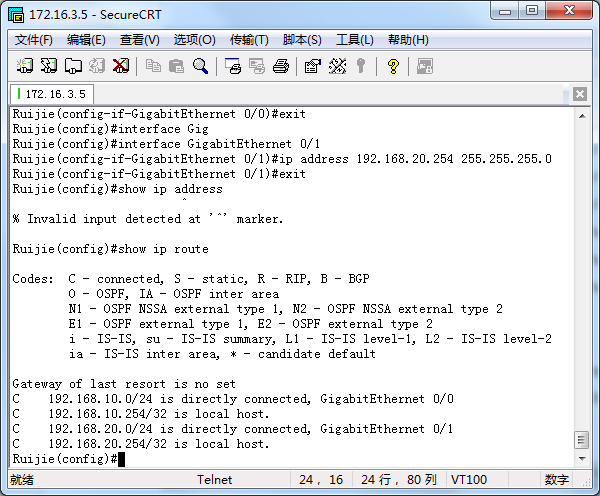 172.16.3.5 - SecureCRT
文件(F) 编辑(E) 查看(V) 选项(O) 传输(T) 脚本(S) 工具(L) 帮助(H)
172.16.3.5
Ruijie(config-if-GigabitEthernet 0/0)#exit
Ruijie(config)#interface Gig
Ruijie(config)#interface GigabitEthernet 0/1
Ruijie(config-if-GigabitEthernet 0/1)#ip address 192.168.20.254 255.255.255.0
Ruijie(config-if-GigabitEthernet 0/1)#exit
Ruijie(config)#show ip address
                        ^
% Invalid input detected at '^' marker.
Ruijie(config)#show ip route
Codes:  C - connected, S - static, R - RIP, B - BGP
        O - OSPF, IA - OSPF inter area
        N1 - OSPF NSSA external type 1, N2 - OSPF NSSA external type 2
        E1 - OSPF external type 1, E2 - OSPF external type 2
        i - IS-IS, su - IS-IS summary, L1 - IS-IS level-1, L2 - IS-IS level-2
        ia - IS-IS inter area, * - candidate default
Gateway of last resort is no set
C    192.168.10.0/24 is directly connected, GigabitEthernet 0/0
C    192.168.10.254/32 is local host.
C    192.168.20.0/24 is directly connected, GigabitEthernet 0/1
C    192.168.20.254/32 is local host.
Ruijie(config)#
就绪 Telnet 24, 16 24 行, 80 列 VT100 数字